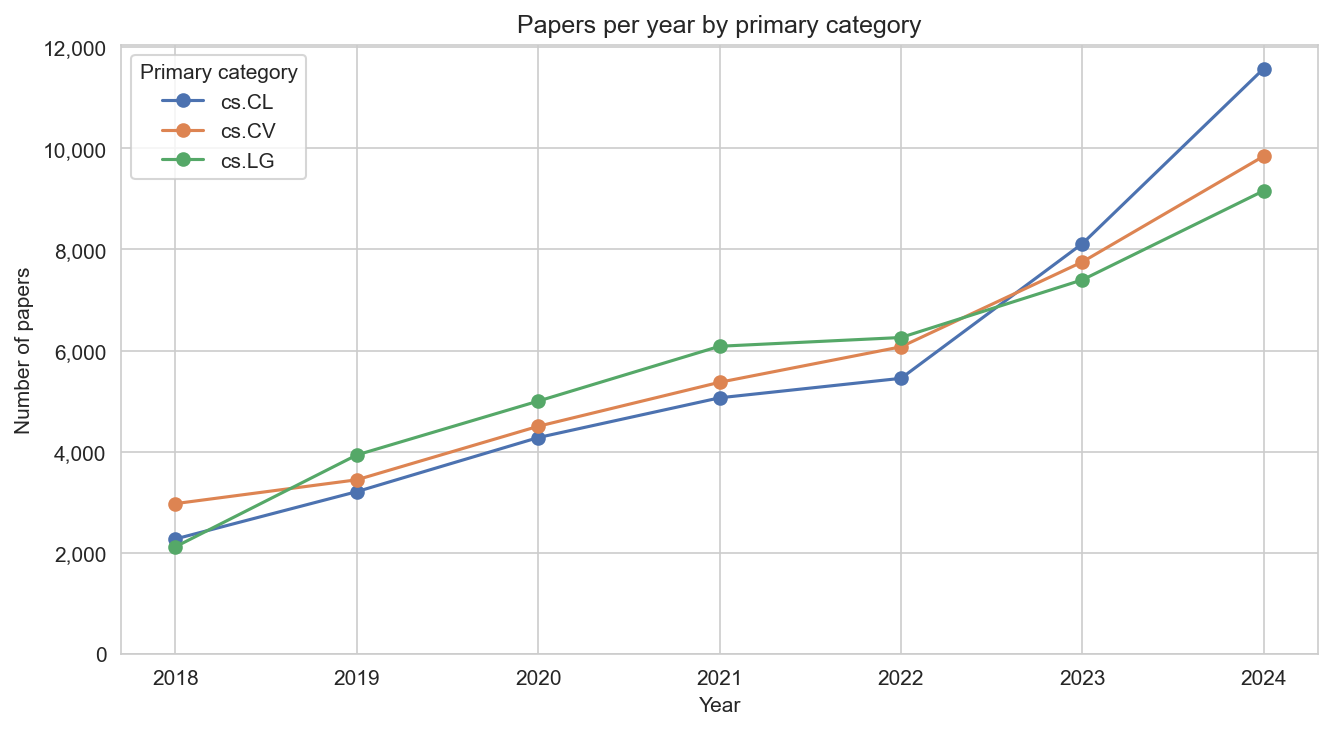 Papers per year by primary category
Primary category
cs.CL
cs.CV
cs.LG
Number of papers
12,000
10,000
8,000
6,000
4,000
2,000
0
2018 2019 2020 2021 2022 2023 2024
Year